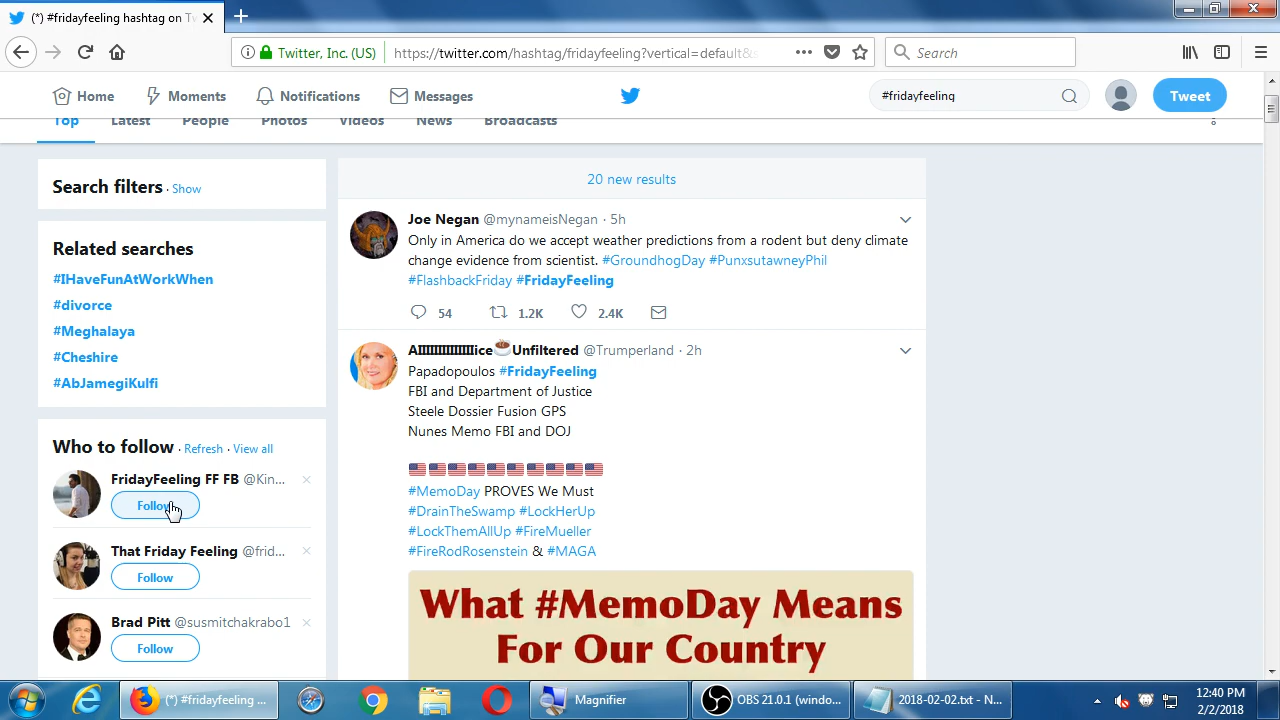 (*) #fridayfeeling hashtag on Tw
Twitter, Inc. (US)
https://twitter.com/hashtag/fridayfeeling?vertical=default&s
Search
Home
Moments
Notifications
Messages
#fridayfeeling
Tweet
Top
Latest
People
Photos
Videos
News
Broadcasts
Search filters · Show
Related searches
#IHaveFunAtWorkWhen
#divorce
#Meghalaya
#Cheshire
#AbJamegiKulfi
Who to follow · Refresh · View all
FridayFeeling FF FB @Kin...
Follow
That Friday Feeling @frid...
Follow
Brad Pitt @susmitchakrabo1
Follow
20 new results
Joe Negan @mynameisNegan · 5h
Only in America do we accept weather predictions from a rodent but deny climate
change evidence from scientist. #GroundhogDay #PunxsutawneyPhil
#FlashbackFriday #FridayFeeling
54 1.2K 2.4K
Unfiltered @Trumperland · 2h
Papadopoulos #FridayFeeling
FBI and Department of Justice
Steele Dossier Fusion GPS
Nunes Memo FBI and DOJ
🇺🇸🇺🇸🇺🇸🇺🇸🇺🇸🇺🇸🇺🇸🇺🇸🇺🇸🇺🇸
#MemoDay PROVES We Must
#DrainTheSwamp #LockHerUp
#LockThemAllUp #FireMueller
#FireRodRosenstein & #MAGA
What #MemoDay Means
For Our Country
(*) #fridayfeeling ...
Magnifier
OBS 21.0.1 (windo...
2018-02-02.txt - N...
12:40 PM
2/2/2018